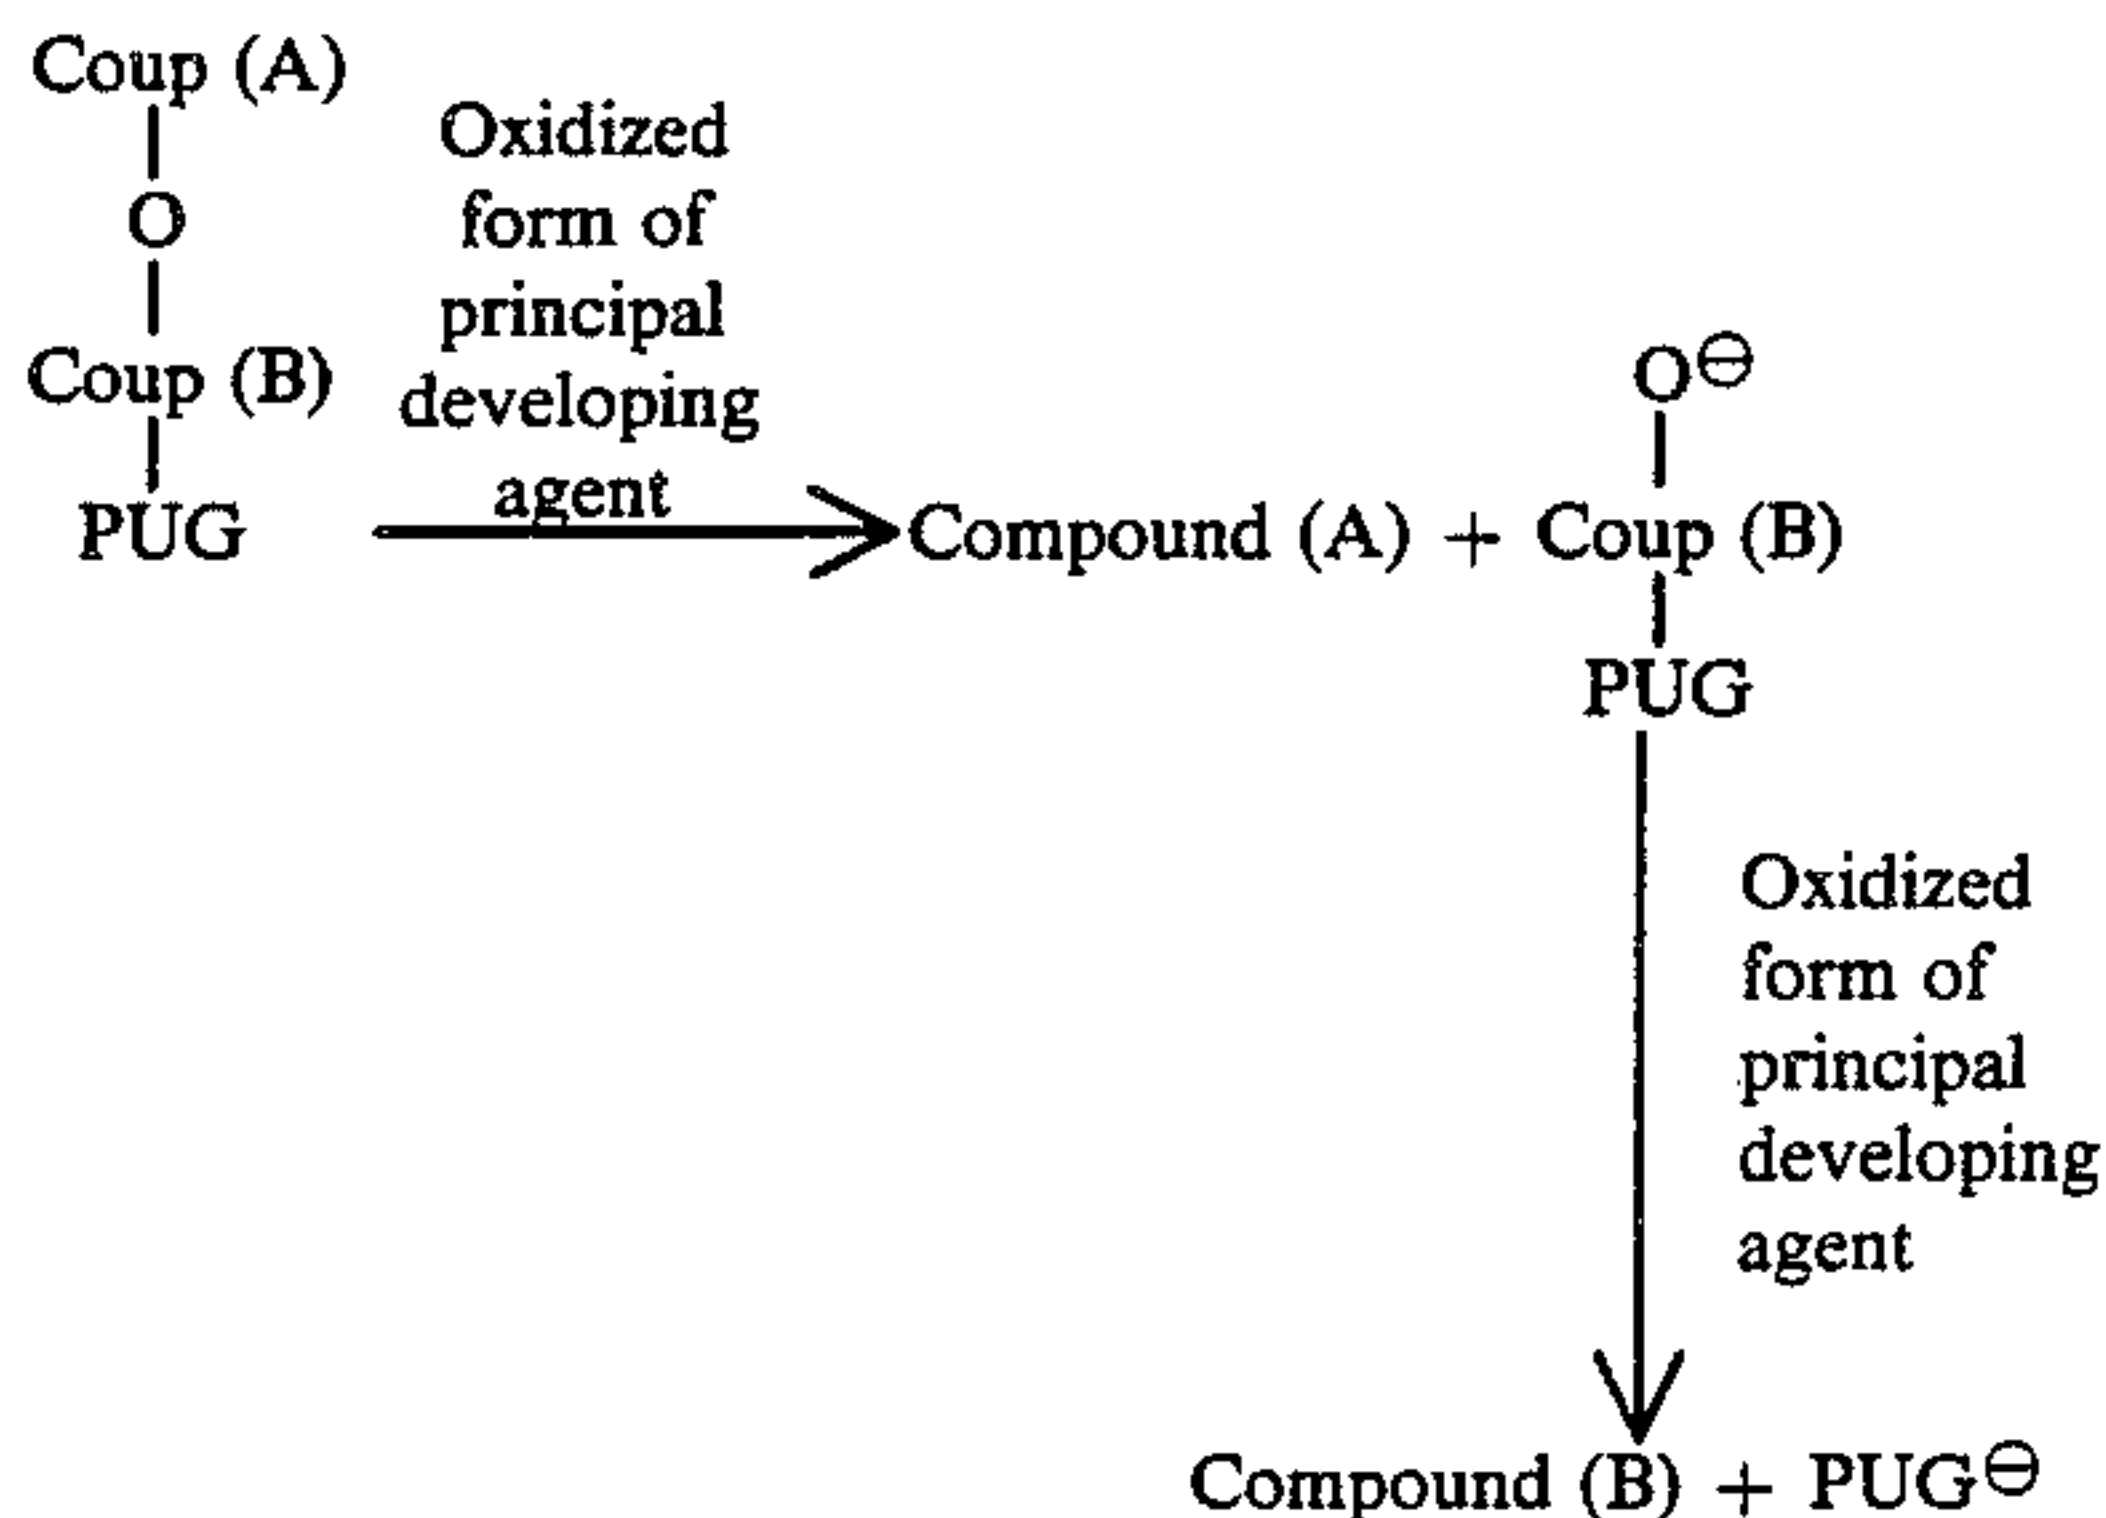 Coup (A)
O
Coup (B)
PUG
Oxidized
form of
principal
developing
agent
Compound (A) + Coup (B)
O⊖
PUG
Oxidized
form of
principal
developing
agent
Compound (B) + PUG⊖